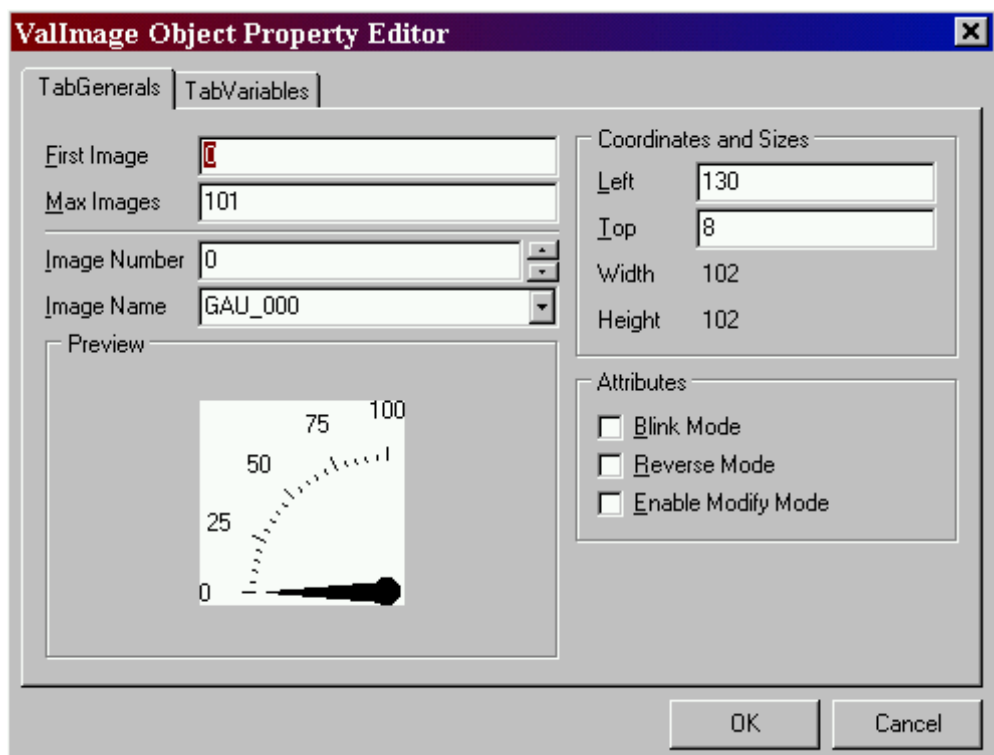 ValImage Object Property Editor
TabGenerals
TabVariables
First Image 0
Max Images 101
Image Number 0
Image Name GAU_000
Preview
100
75
50
25
0
Coordinates and Sizes
Left 130
Top 8
Width 102
Height 102
Attributes
Blink Mode
Reverse Mode
Enable Modify Mode
OK
Cancel